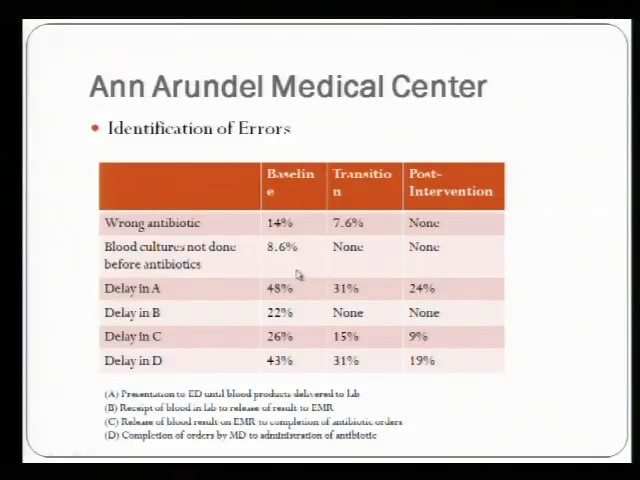 Ann Arundel Medical Center
• Identification of Errors
Baselin Transitio Post-
e n Intervention
Wrong antibiotic 14% 7.6% None
Blood cultures not done 8.6% None None
before antibiotics
Delay in A 48% 31% 24%
Delay in B 22% None None
Delay in C 26% 15% 9%
Delay in D 43% 31% 19%
(A) Presentation to ED until blood products delivered to lab
(B) Receipt of blood in lab to release of result to EMR
(C) Release of blood result on EMR to completion of antibiotic orders
(D) Completion of orders by MD to administration of antibiotic